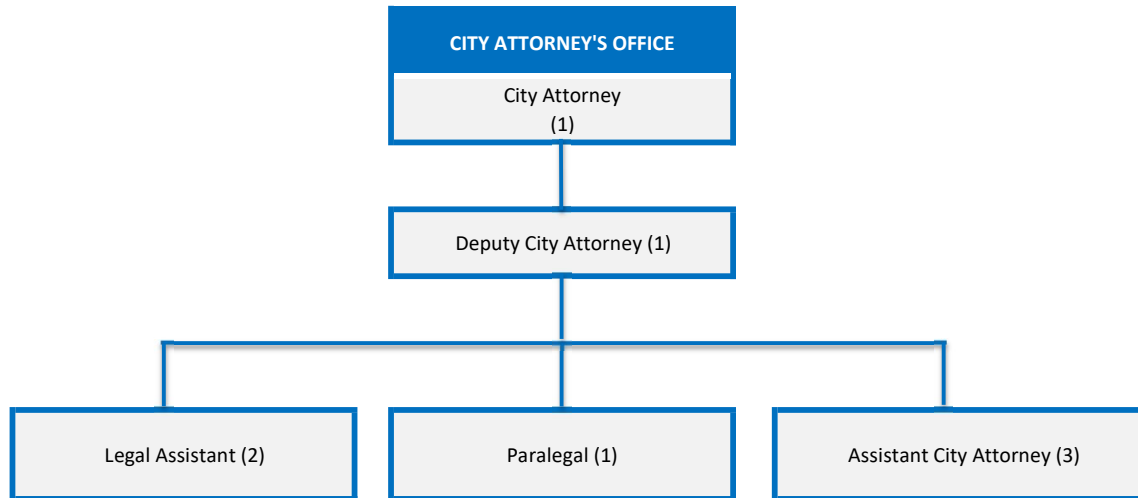 CITY ATTORNEY'S OFFICE
City Attorney
(1)
Deputy City Attorney (1)
Legal Assistant (2)
Paralegal (1)
Assistant City Attorney (3)